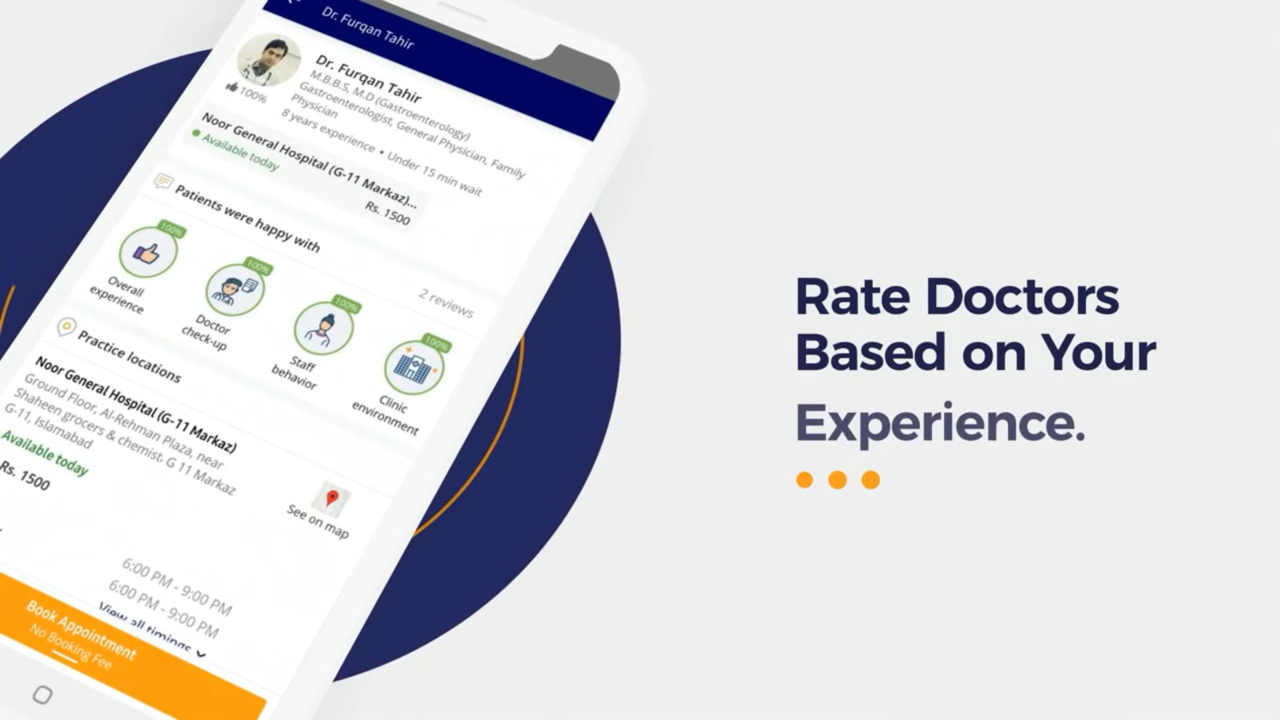 Dr. Furqan Tahir
Dr. Furqan Tahir
M.B.B.S, M.D (Gastroenterology)
Gastroenterologist, General Physician, Family
Physician
100%
8 years experience • Under 15 min wait
Noor General Hospital (G-11 Markaz)...
Available today
Rs. 1500
Patients were happy with
2 reviews
100%
100%
100%
100%
Overall
experience
Doctor
check-up
Staff
behavior
Clinic
environment
Practice locations
Noor General Hospital (G-11 Markaz)
Ground Floor, Al-Rehman Plaza, near
Shaheen grocers & chemist, G 11 Markaz
G-11, Islamabad
Available today
Rs. 1500
See on map
6:00 PM - 9:00 PM
6:00 PM - 9:00 PM
View all timings
Book Appointment
No Booking Fee
Rate Doctors
Based on Your
Experience.